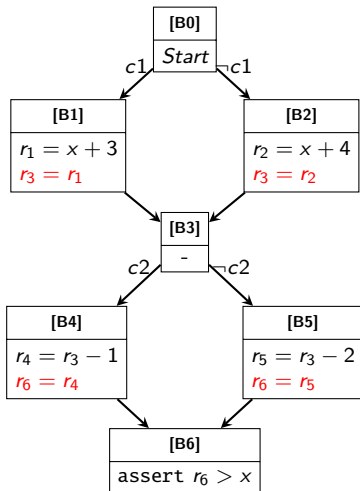 [B0]
Start
c1 ¬c1
[B1] [B2]
r₁ = x + 3 r₂ = x + 4
r₃ = r₁ r₃ = r₂
[B3]
-
c2 ¬c2
[B4] [B5]
r₄ = r₃ − 1 r₅ = r₃ − 2
r₆ = r₄ r₆ = r₅
[B6]
assert r₆ > x